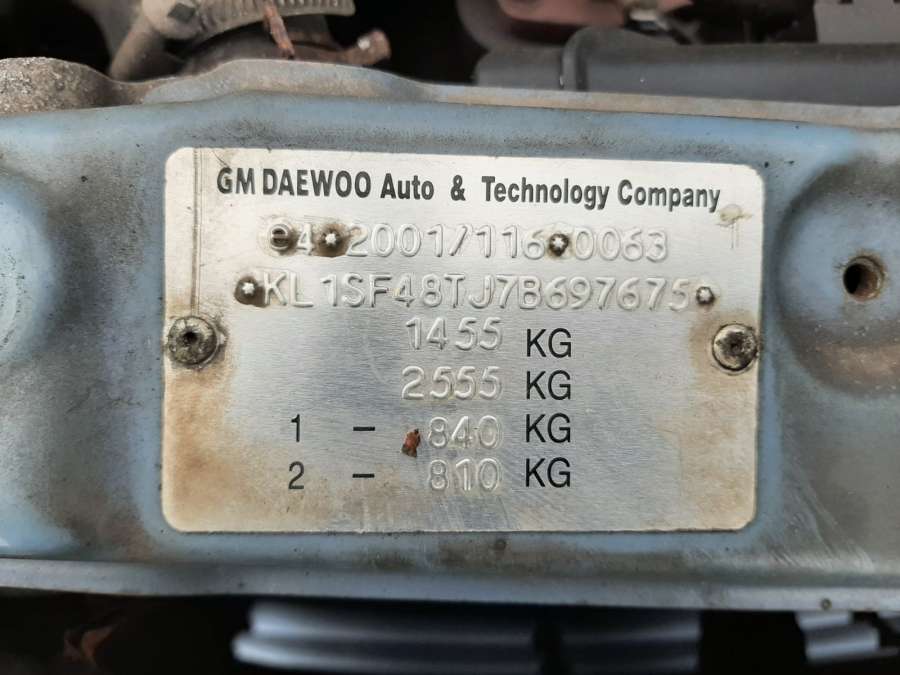 GM DAEWOO Auto & Technology Company
e4*2001/116*0063
*KL1SF48TJ7B697675*
1455 KG
2555 KG
1 - 840 KG
2 - 810 KG